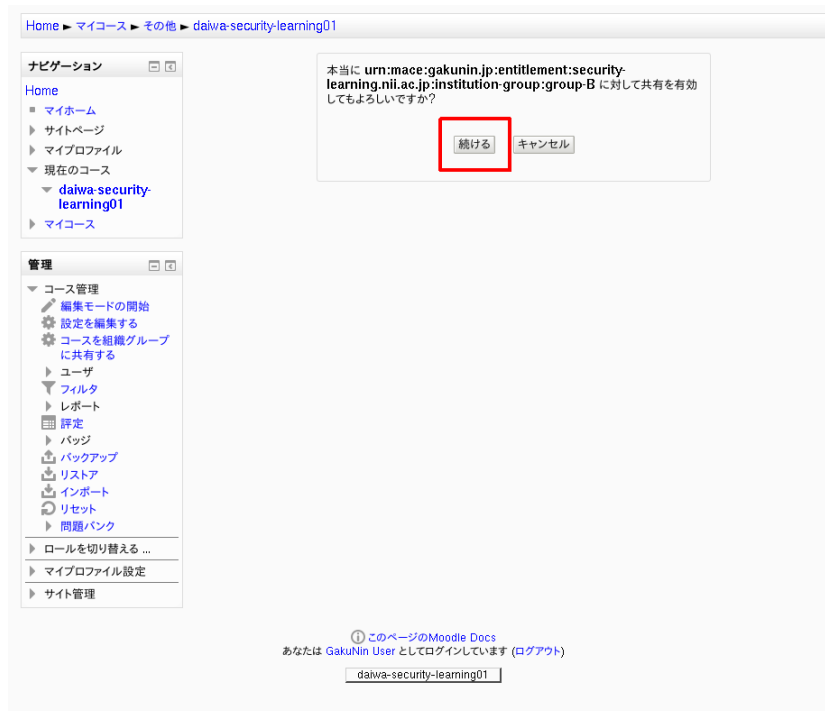 Home ► マイコース ► その他 ► daiwa-security-learning01
ナビゲーション
Home
マイホーム
サイトページ
マイプロファイル
現在のコース
daiwa-security-
learning01
マイコース
管理
コース管理
編集モードの開始
設定を編集する
コースを組織グループ
に共有する
ユーザ
フィルタ
レポート
評定
バッジ
バックアップ
リストア
インポート
リセット
問題バンク
ロールを切り替える ...
マイプロファイル設定
サイト管理
本当に urn:mace:gakunin.jp:entitlement:security-
learning.nii.ac.jp:institution-group:group-B に対して共有を有効
してもよろしいですか?
続ける キャンセル
このページのMoodle Docs
あなたは GakuNin User としてログインしています (ログアウト)
daiwa-security-learning01